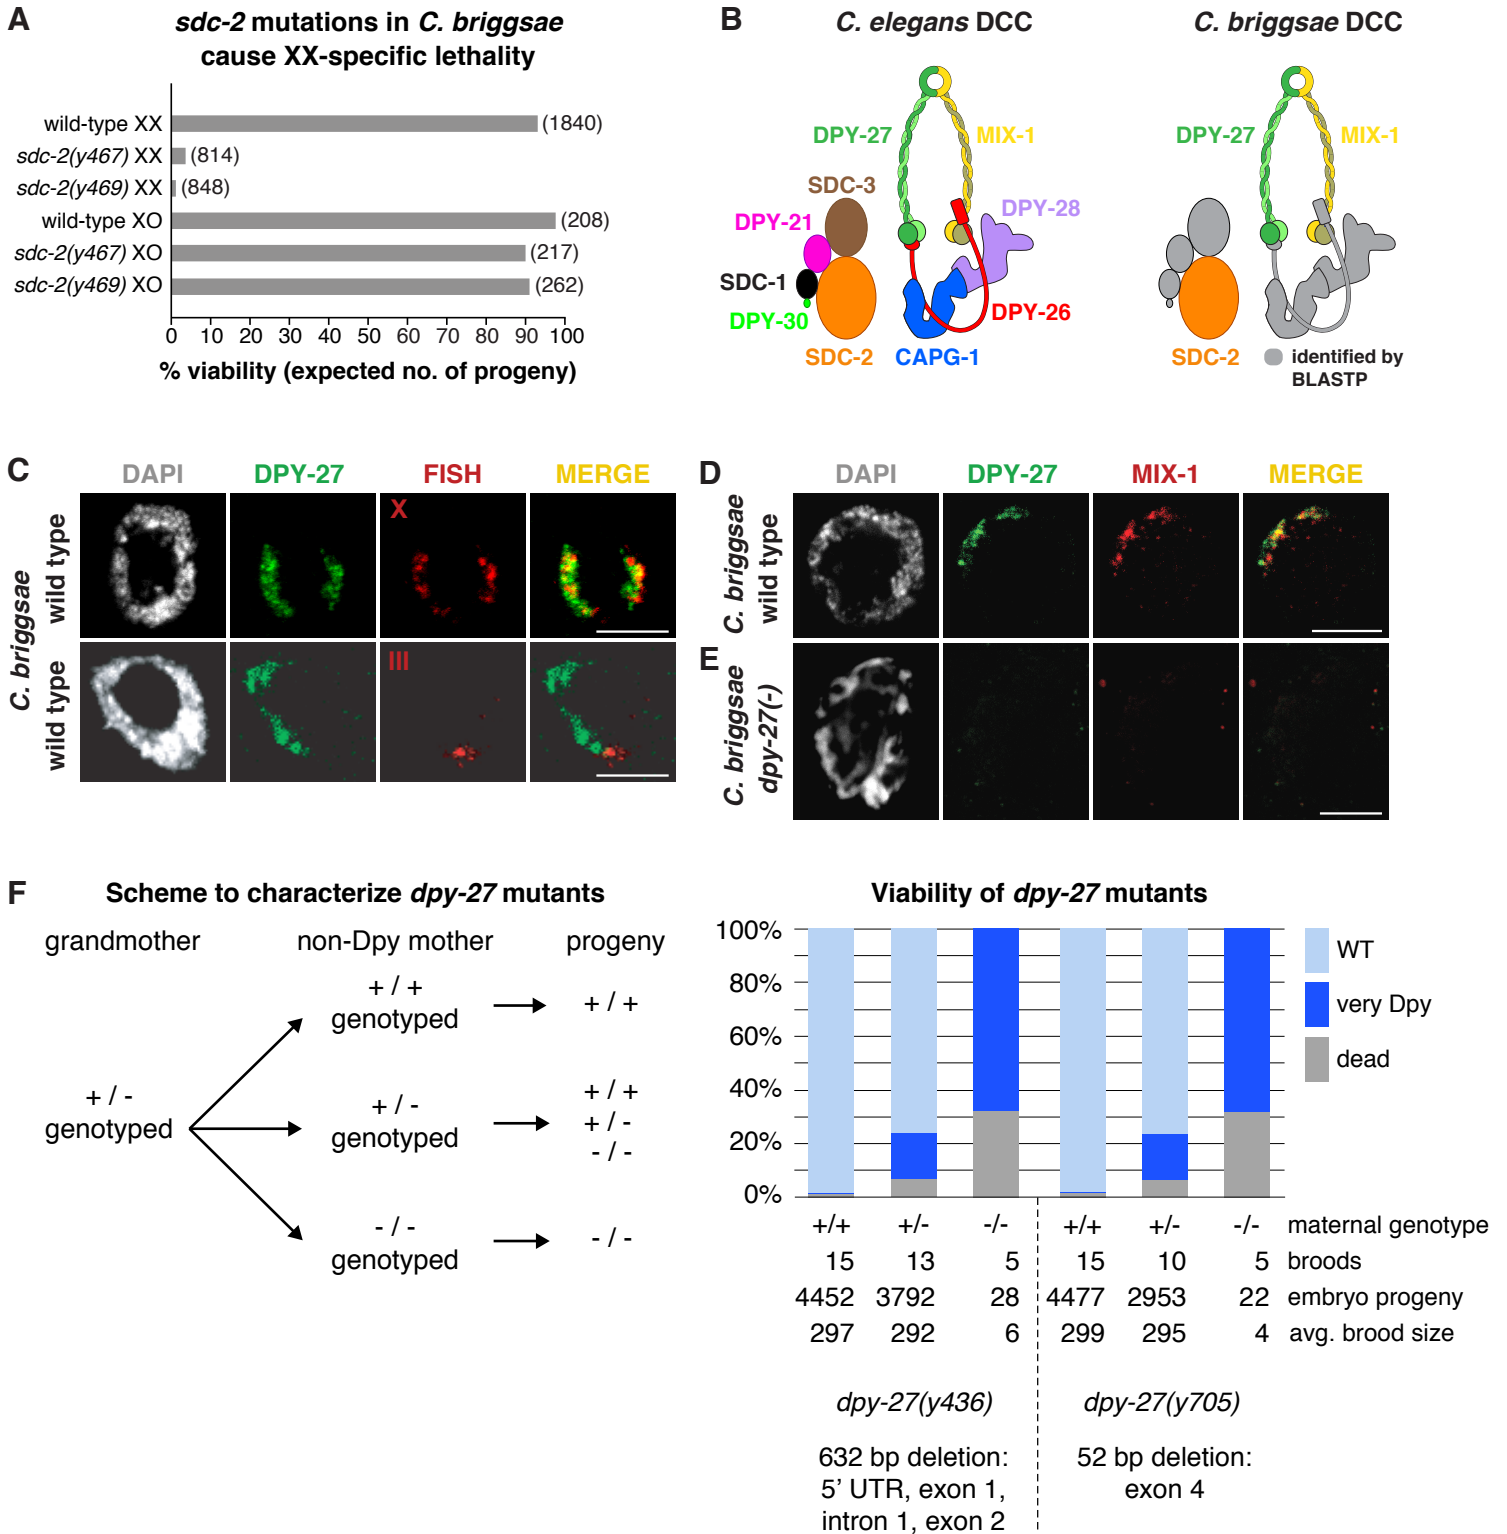 A
sdc-2 mutations in C. briggsae
cause XX-specific lethality
wild-type XX (1840)
sdc-2(y467) XX (814)
sdc-2(y469) XX (848)
wild-type XO (208)
sdc-2(y467) XO (217)
sdc-2(y469) XO (262)
0 10 20 30 40 50 60 70 80 90 100
% viability (expected no. of progeny)
B
C. elegans DCC
DPY-27
MIX-1
SDC-3
DPY-21
DPY-28
SDC-1
DPY-30
DPY-26
SDC-2
CAPG-1
C. briggsae DCC
DPY-27
MIX-1
SDC-2
identified by
BLASTP
C
DAPI DPY-27 FISH MERGE
C. briggsae
wild type
X
wild type
III
D
DAPI DPY-27 MIX-1 MERGE
C. briggsae
wild type
E
C. briggsae
dpy-27(-)
F
Scheme to characterize dpy-27 mutants
grandmother non-Dpy mother progeny
+ / +
genotyped
+ / +
+ / -
genotyped
+ / -
genotyped
+ / +
+ / -
- / -
- / -
genotyped
- / -
Viability of dpy-27 mutants
100%
80%
60%
40%
20%
0%
WT
very Dpy
dead
+/+ +/- -/- +/+ +/- -/- maternal genotype
15 13 5 15 10 5 broods
4452 3792 28 4477 2953 22 embryo progeny
297 292 6 299 295 4 avg. brood size
dpy-27(y436)
632 bp deletion:
5' UTR, exon 1,
intron 1, exon 2
dpy-27(y705)
52 bp deletion:
exon 4